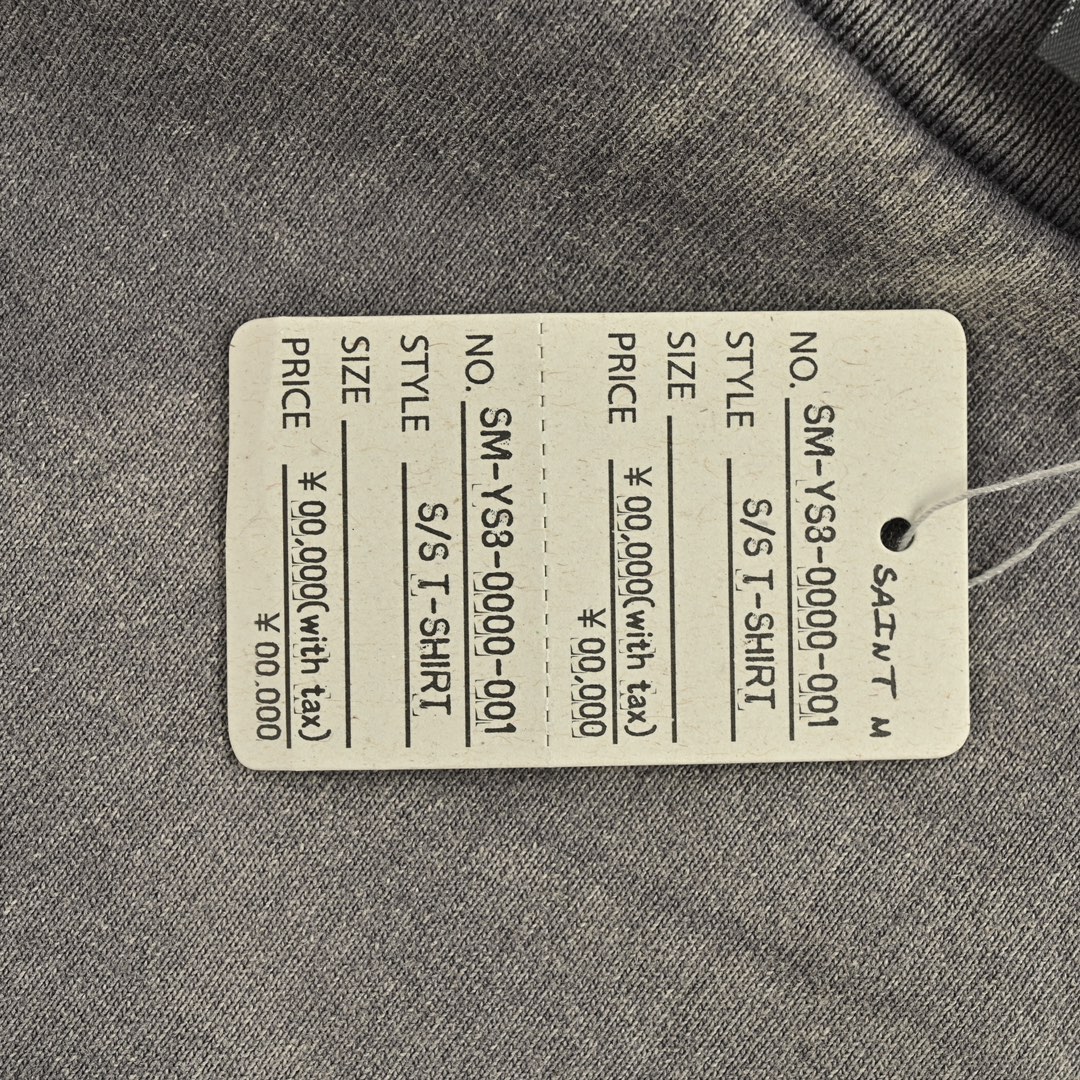 SAINT M
NO. SM-YS8-0000-001
STYLE S/S T-SHIRT
SIZE
PRICE ¥00,000(with tax)
¥00,000
NO. SM-YS8-0000-001
STYLE S/S T-SHIRT
SIZE
PRICE ¥00,000(with tax)
¥00.000